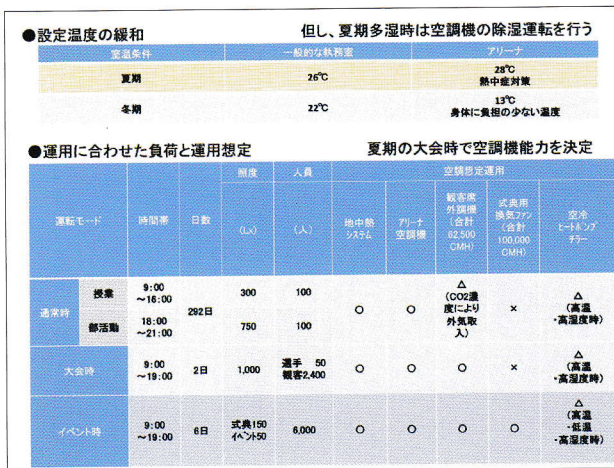 ●設定温度の緩和
但し、夏期多湿時は空調機の除湿運転を行う
室温条件 一般的な執務室 アリーナ
夏期 26℃ 28℃
熱中症対策
冬期 22℃ 13℃
身体に負担の少ない温度
●運用に合わせた負荷と運用想定
夏期の大会時で空調機能力を決定
運転モード 時間帯 日数 照度 (Lx) 人員 (人) 空調想定運用
地中熱
システム
アリーナ
空調機
観客席
外調機
(合計
62,500
CMH)
式典用
換気ファン
(合計
100,000
CMH)
空冷
ヒートポンプ
チラー
通常時
授業 9:00
~16:00
292日
300 100
部活動 18:00
~21:00
750 100
○ ○
△
(CO2濃
度により
外気取
入)
×
△
(高温
・高湿度時)
大会時 9:00
~19:00
2日 1,000 選手 50
観客2,400
○ ○ ○ ×
△
(高温
・高湿度時)
イベント時 9:00
~19:00
6日 式典150
イベント50
6,000 ○ ○ ○ ○
△
(高温
・低温
・高湿度時)